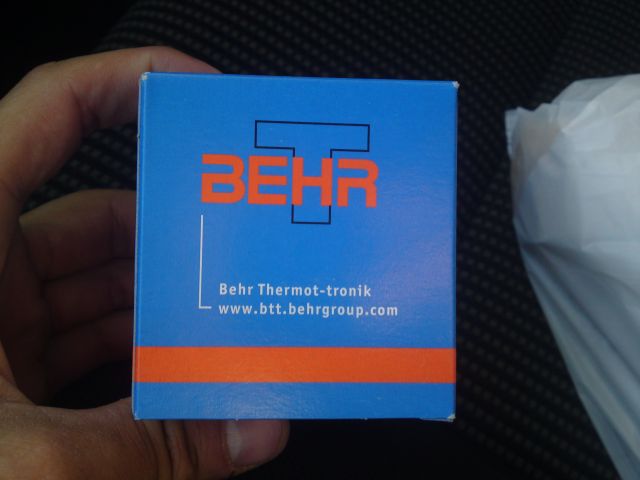 BEHR
Behr Thermot-tronik
www.btt.behrgroup.com